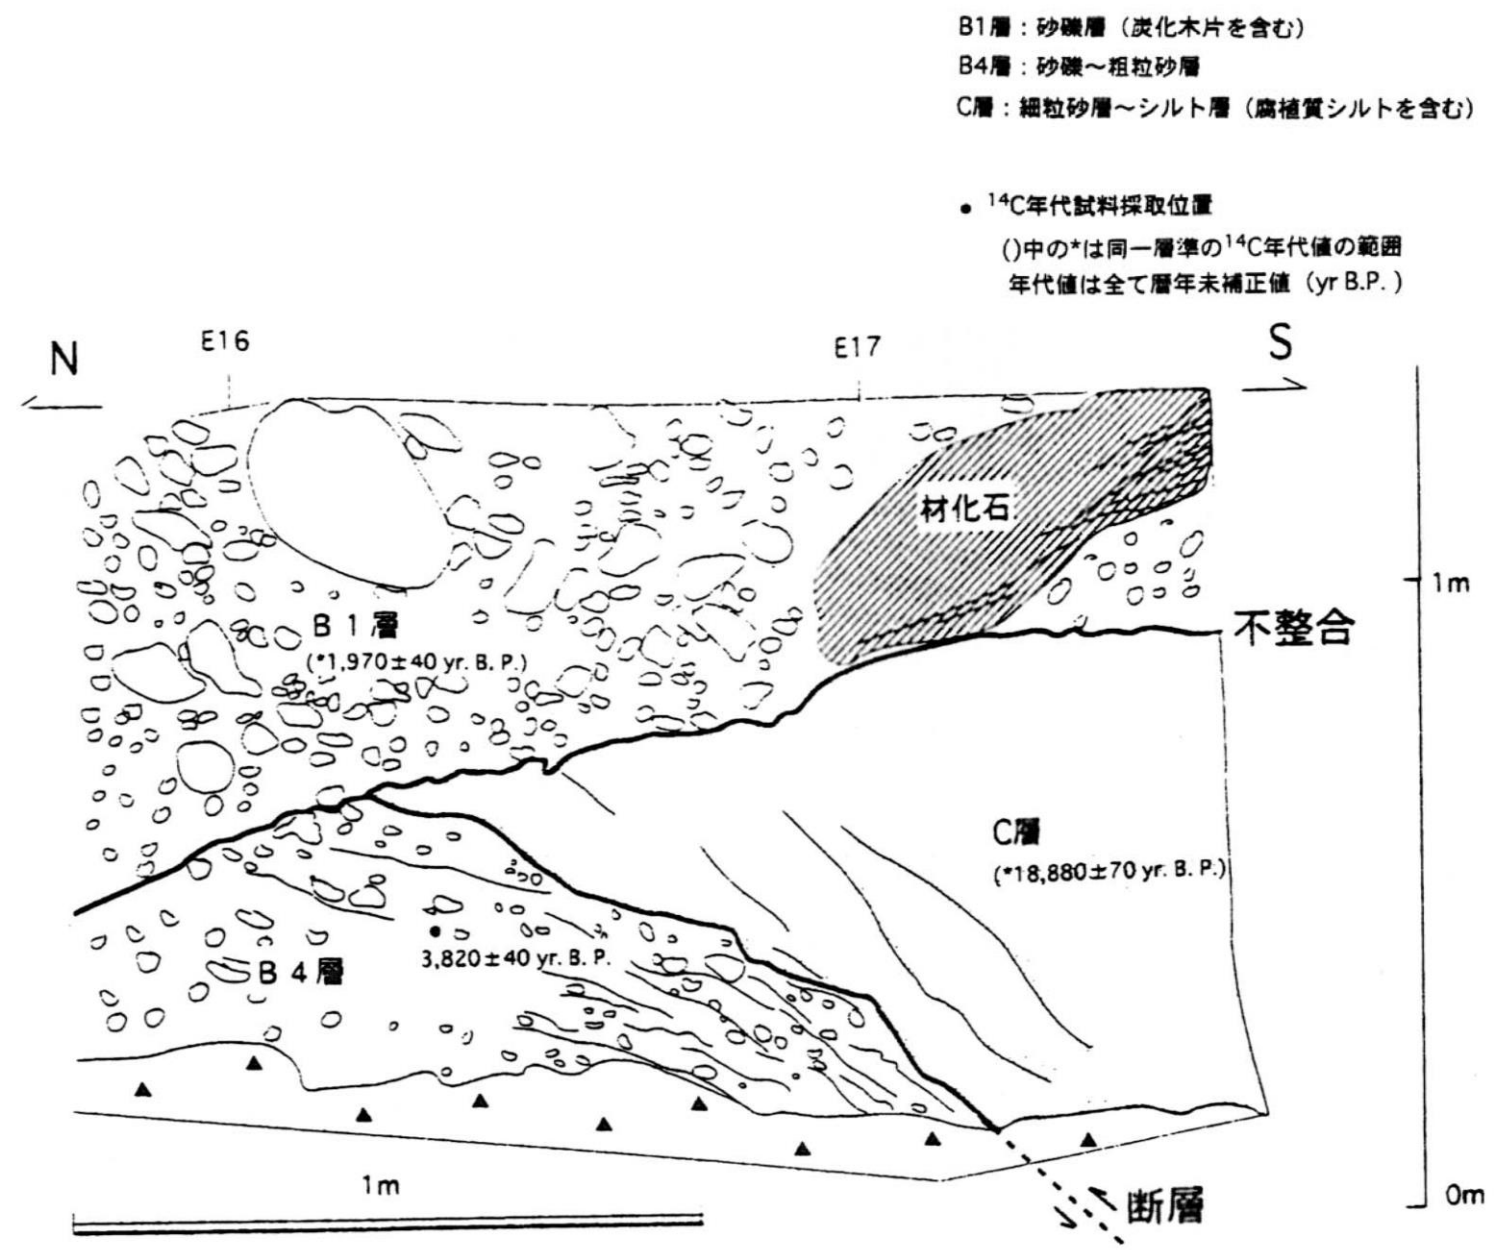 B1層：砂礫層（炭化木片を含む）
B4層：砂礫～粗粒砂層
C層：細粒砂層～シルト層（腐植質シルトを含む）
● ¹⁴C年代試料採取位置
()中の*は同一層準の¹⁴C年代値の範囲
年代値は全て暦年未補正値（yr B.P.）
N
E16
E17
S
材化石
1m
B1層
(*1,970±40 yr. B. P.)
不整合
C層
(*18,880±70 yr. B. P.)
3,820±40 yr. B. P.
B4層
1m
断層
0m